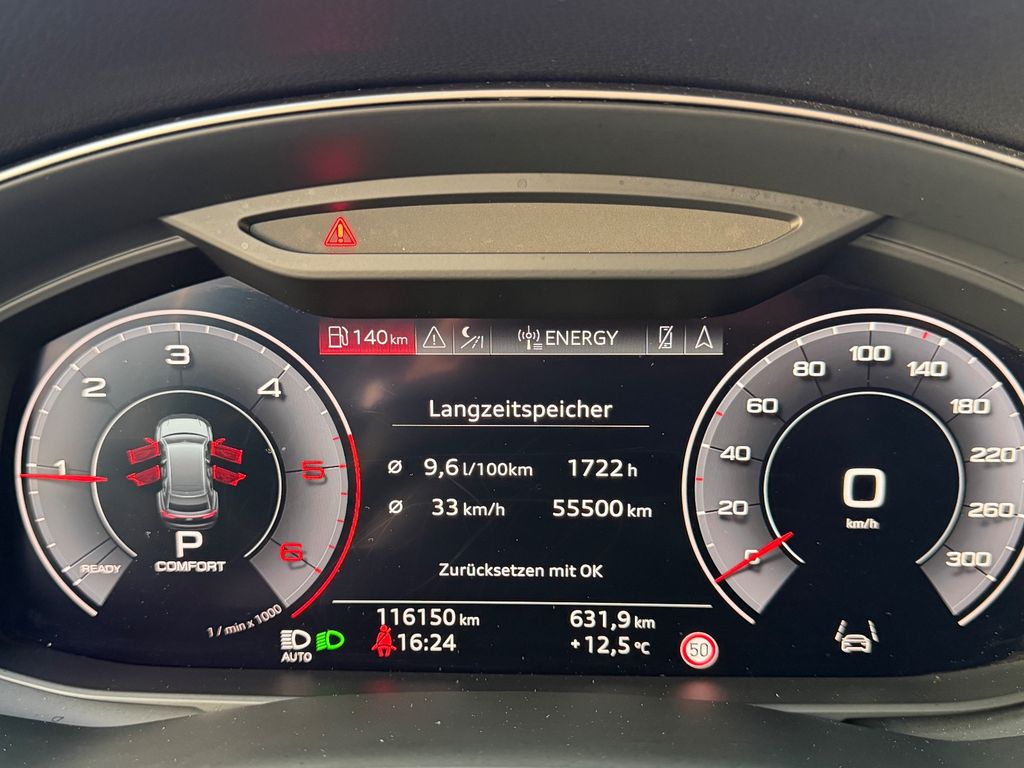 140 km ENERGY
Langzeitspeicher
Ø 9,6 l/100km 1722 h
Ø 33 km/h 55500 km
Zurücksetzen mit OK
116150 km 631,9 km
16:24 +12,5 °C
50
AUTO
READY
1
2
3
4
5
6
1 / min x 1000
P
COMFORT
0
20
40
60
80
100
140
180
220
260
300
0
km/h